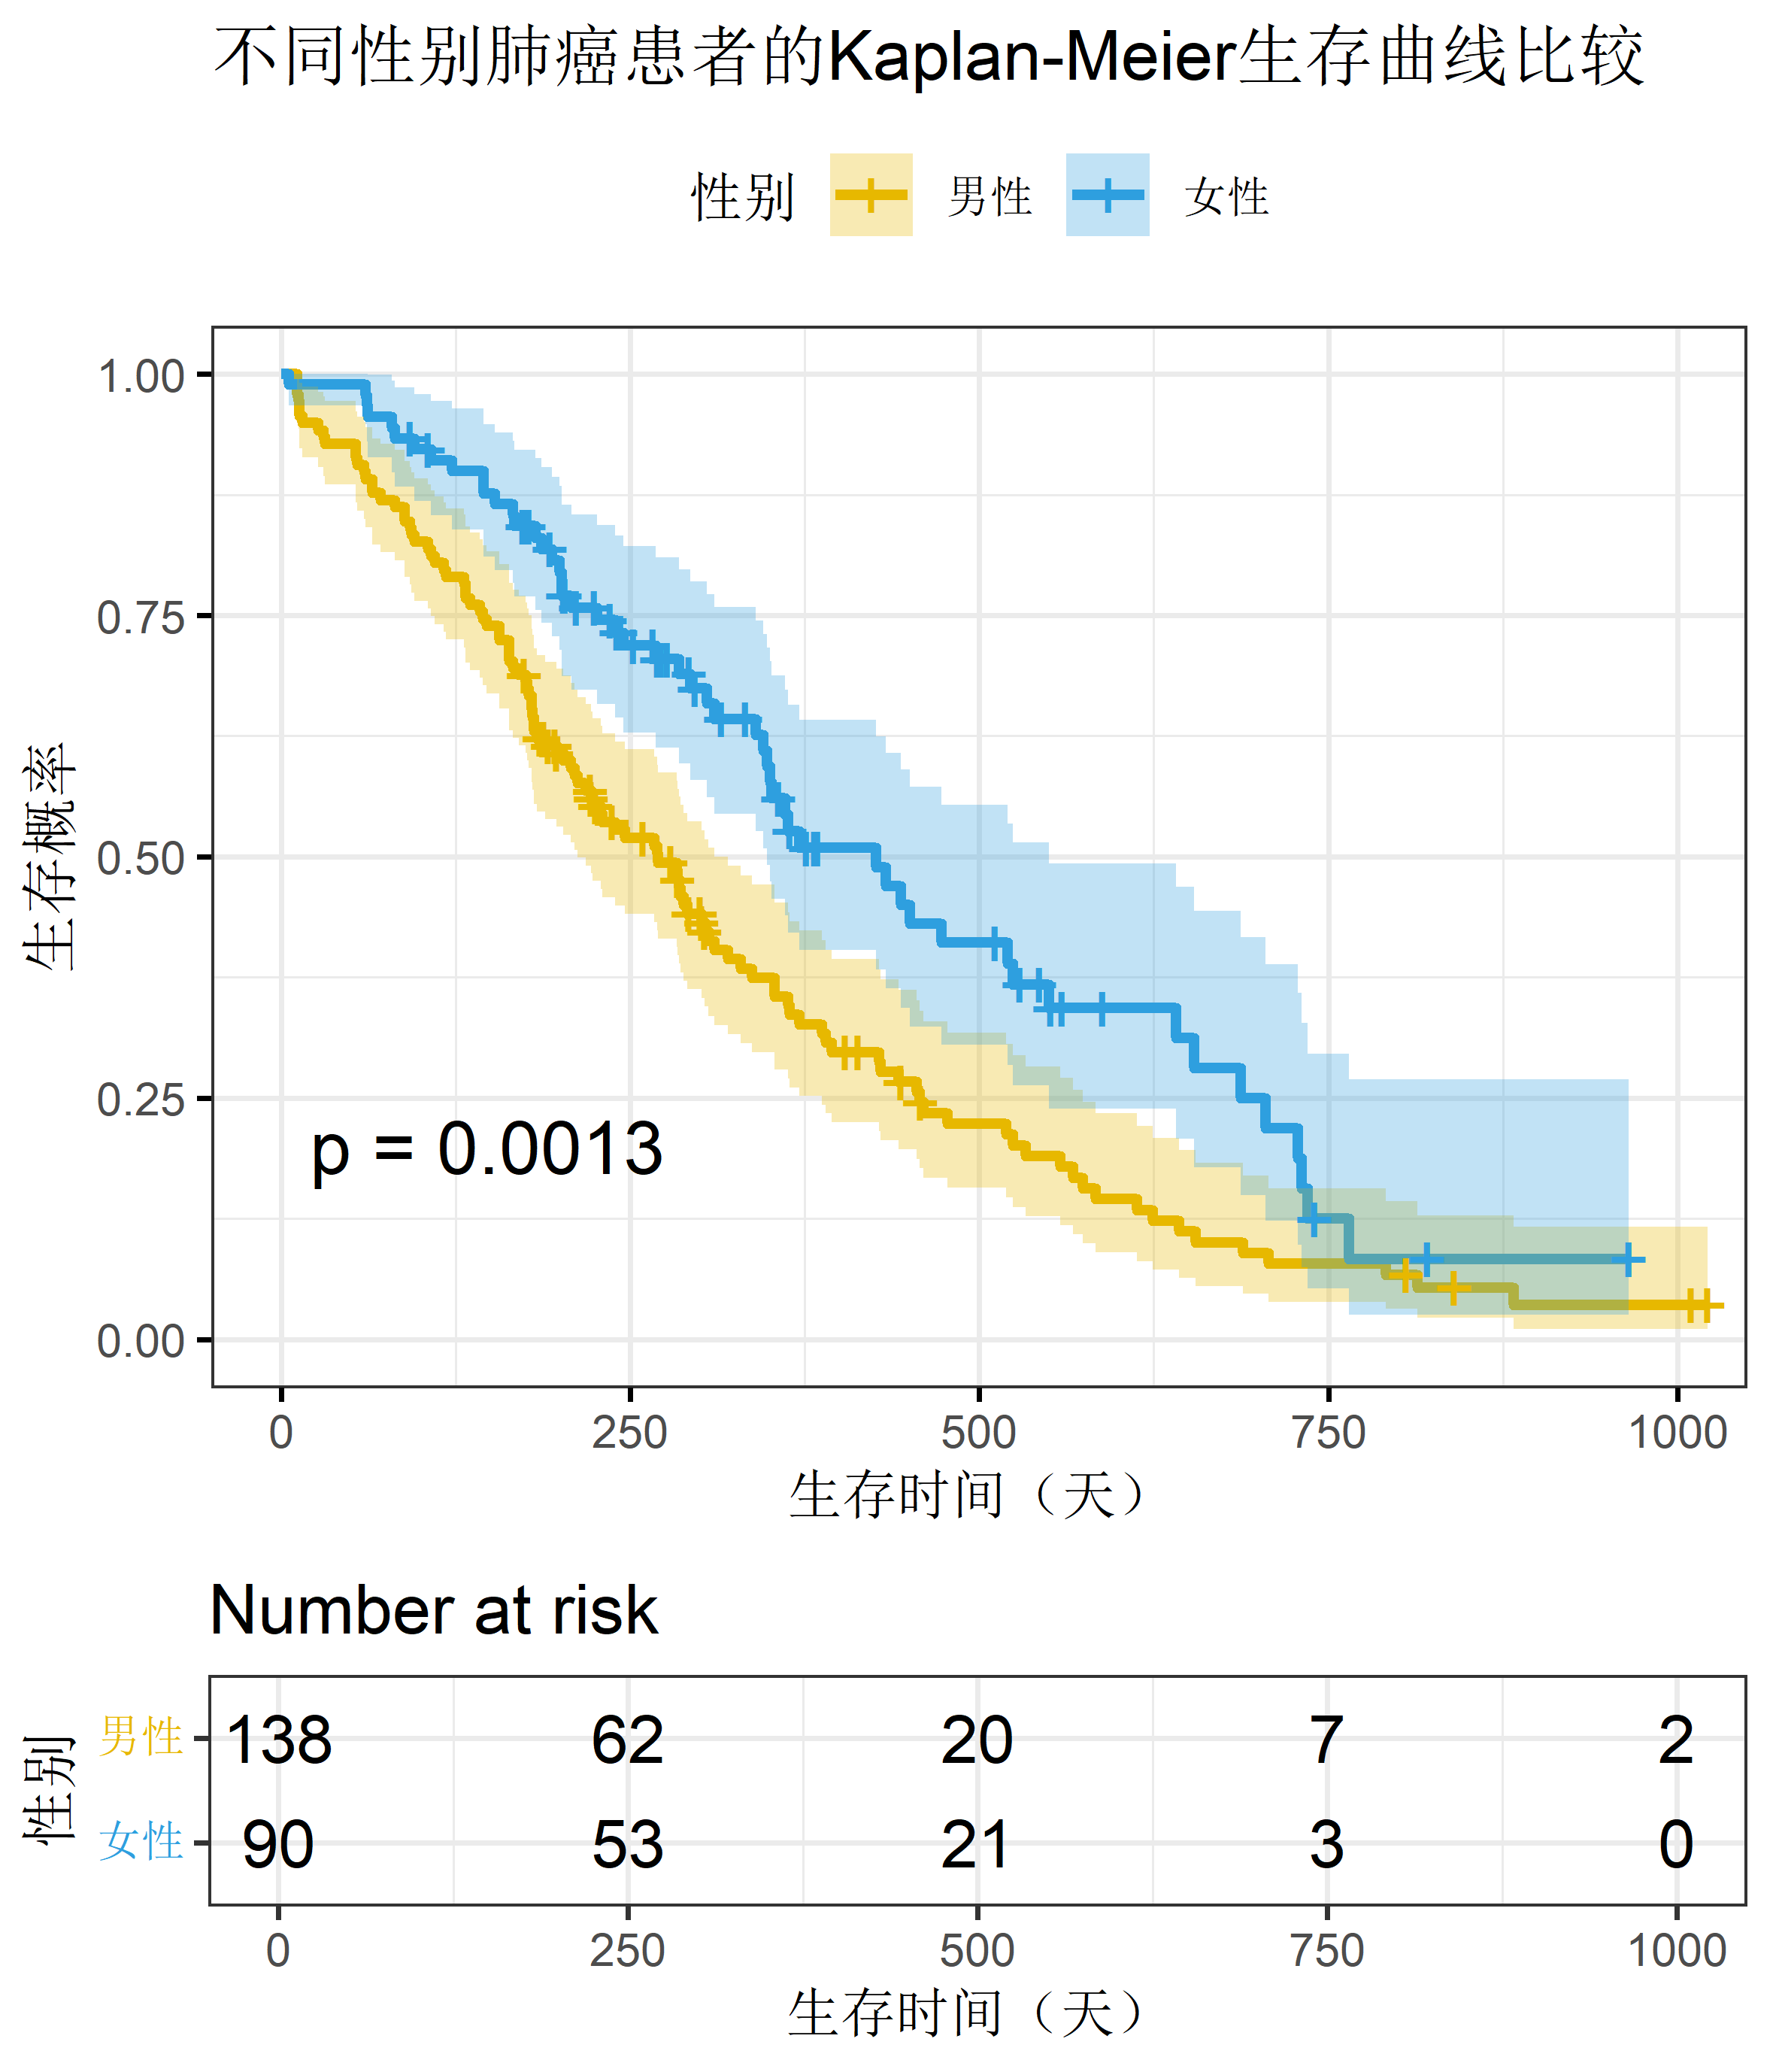 不同性别肺癌患者的Kaplan-Meier生存曲线比较
性别 男性 女性
生存概率
1.00
0.75
0.50
0.25
0.00
p = 0.0013
0 250 500 750 1000
生存时间（天）
Number at risk
性别
男性 138 62 20 7 2
女性 90 53 21 3 0
0 250 500 750 1000
生存时间（天）